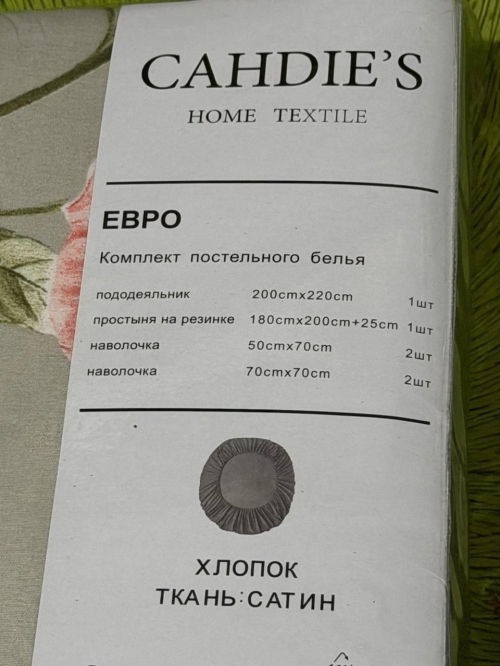 CAHDIE'S
HOME TEXTILE
ЕВРО
Комплект постельного белья
пододеяльник 200cmx220cm 1шт
простыня на резинке 180cmx200cm+25cm 1шт
наволочка 50cmx70cm 2шт
наволочка 70cmx70cm 2шт
ХЛОПОК
ТКАНЬ:САТИН